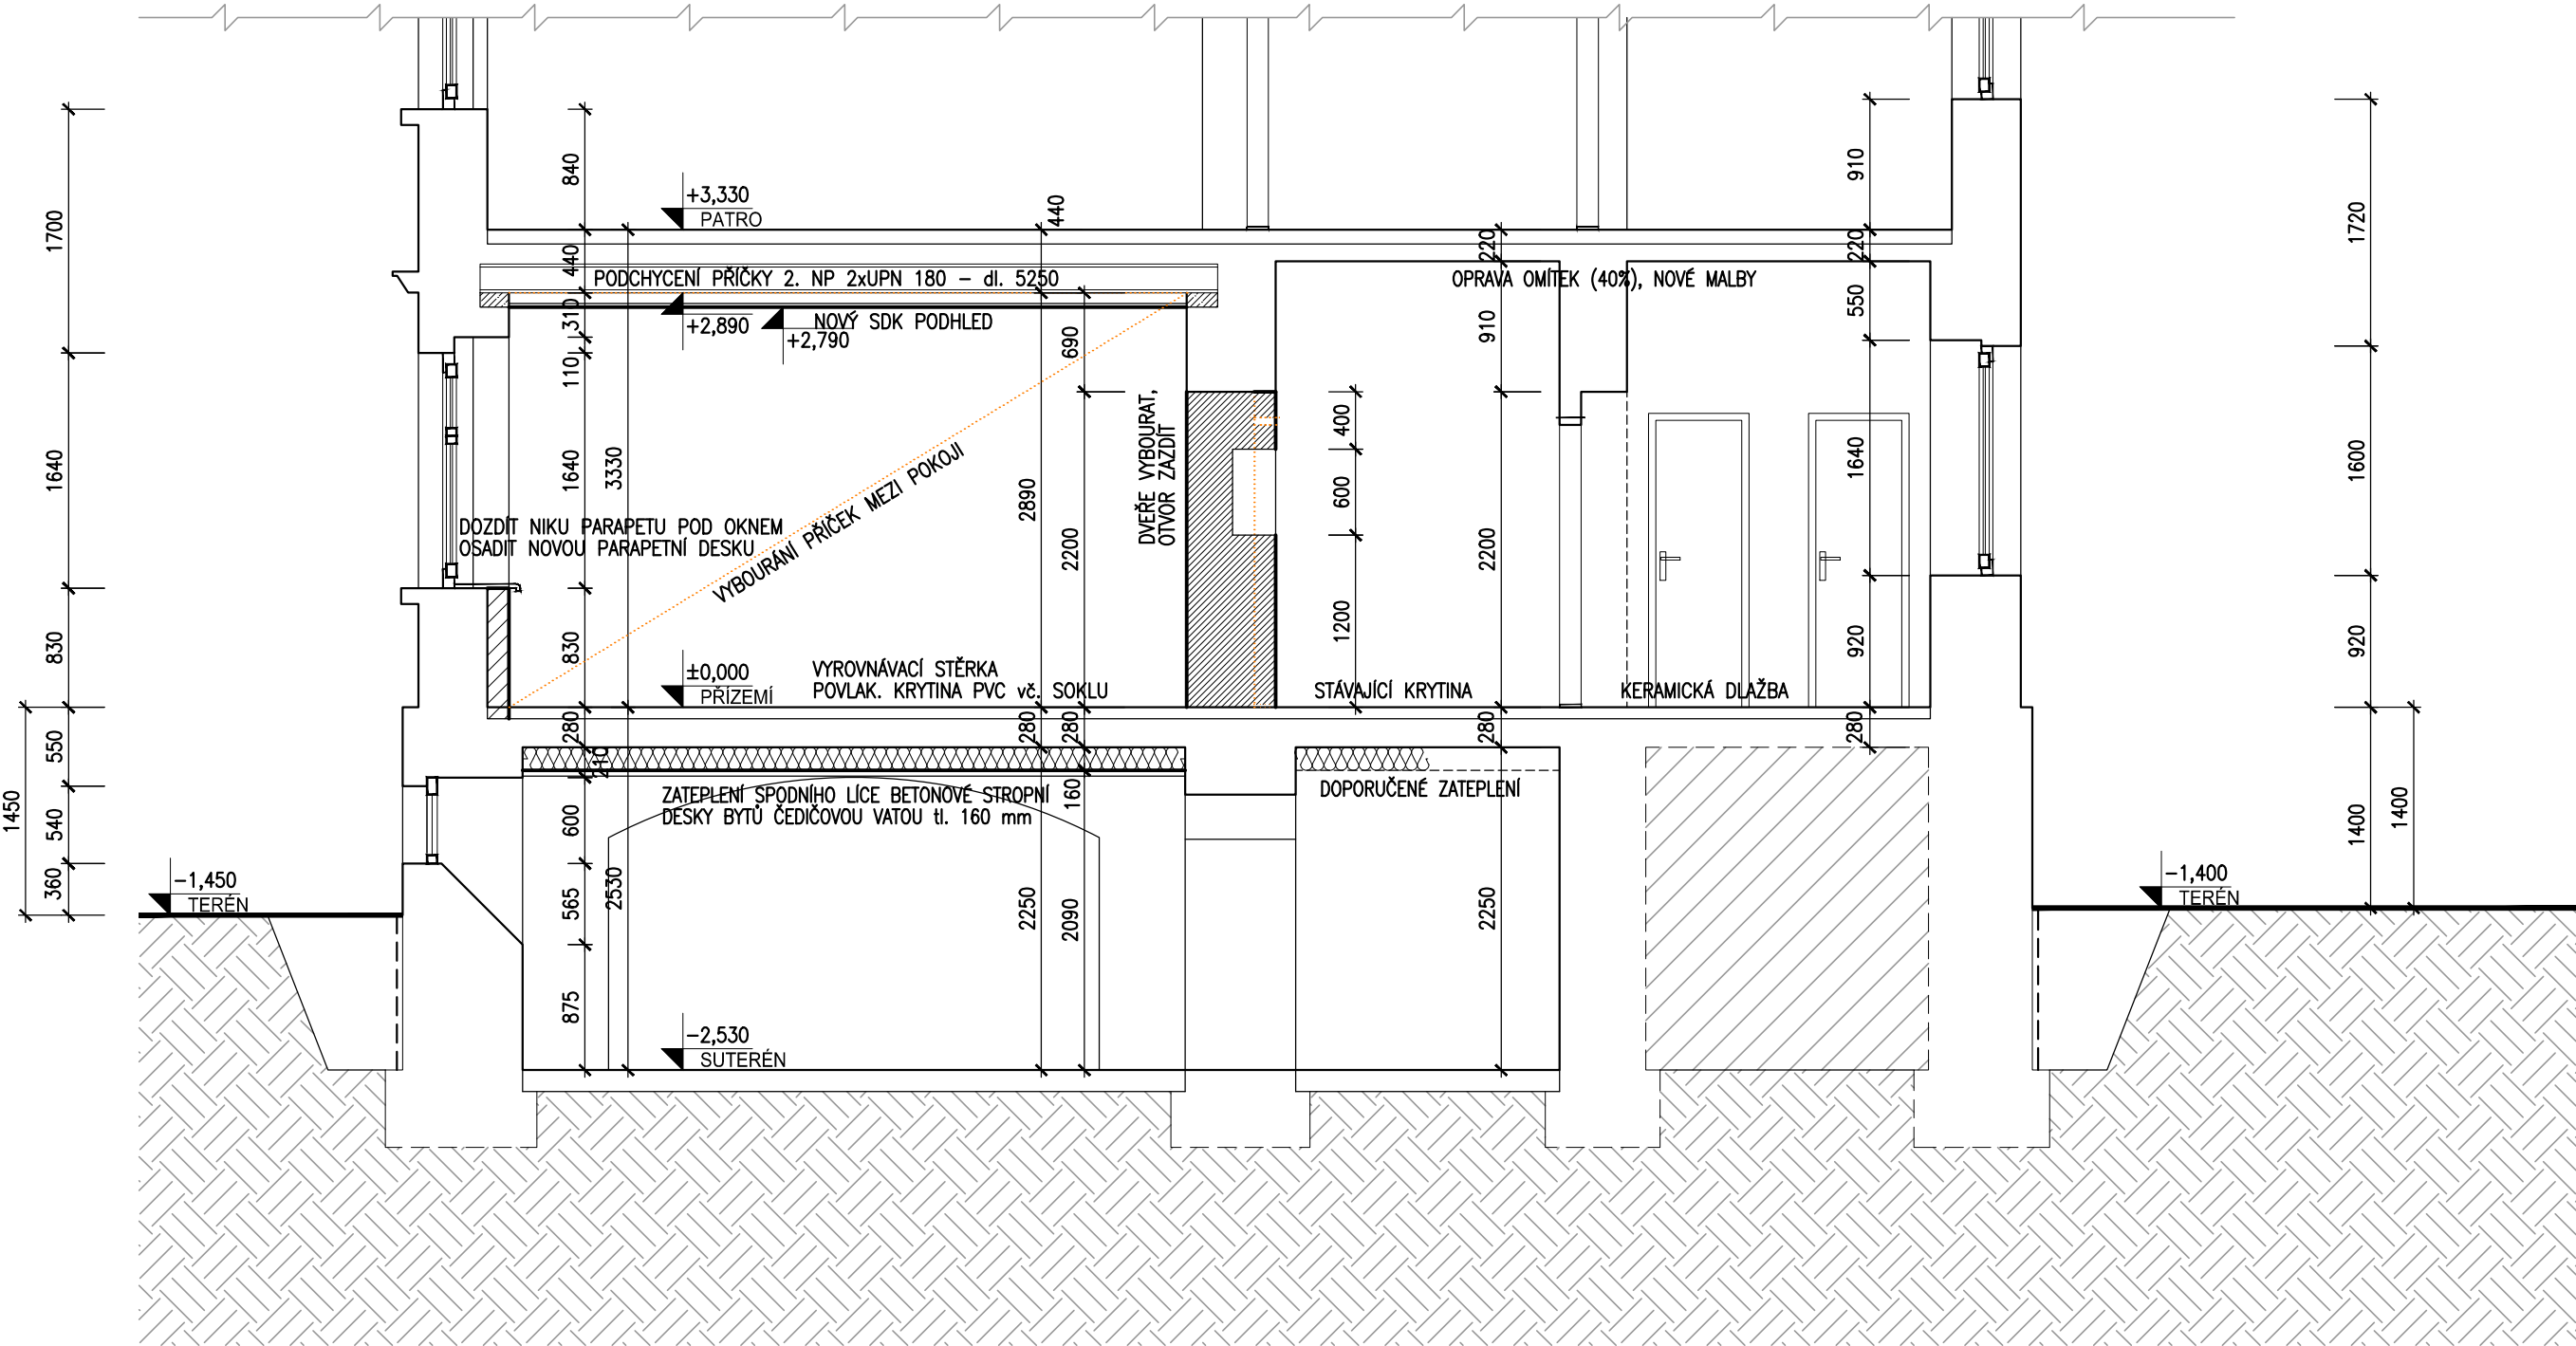 +3,330
PATRO
PODCHYCENÍ PŘÍČKY 2. NP 2xUPN 180 – dl. 5250
OPRAVA OMÍTEK (40%), NOVÉ MALBY
+2,890
NOVÝ SDK PODHLED
+2,790
DVEŘE VYBOURAT,
OTVOR ZAZDÍT
VYBOURÁNÍ PŘÍČEK MEZI POKOJI
DOZDÍT NIKU PARAPETU POD OKNEM
OSADIT NOVOU PARAPETNÍ DESKU
±0,000
PŘÍZEMÍ
VYROVNÁVACÍ STĚRKA
POVLAK. KRYTINA PVC vč. SOKLU
STÁVAJÍCÍ KRYTINA
KERAMICKÁ DLAŽBA
ZATEPLENÍ SPODNÍHO LÍCE BETONOVÉ STROPNÍ
DESKY BYTŮ ČEDIČOVOU VATOU tl. 160 mm
DOPORUČENÉ ZATEPLENÍ
-1,450
TERÉN
-1,400
TERÉN
-2,530
SUTERÉN
1450
1700
1640
830
550
540
360
840
440
310
110
1640
830
280
210
600
565
875
3330
2530
440
2890
280
2250
690
2200
280
160
2090
400
600
1200
220
910
2200
280
2250
910
220
550
1640
920
280
1720
1600
920
1400
1400